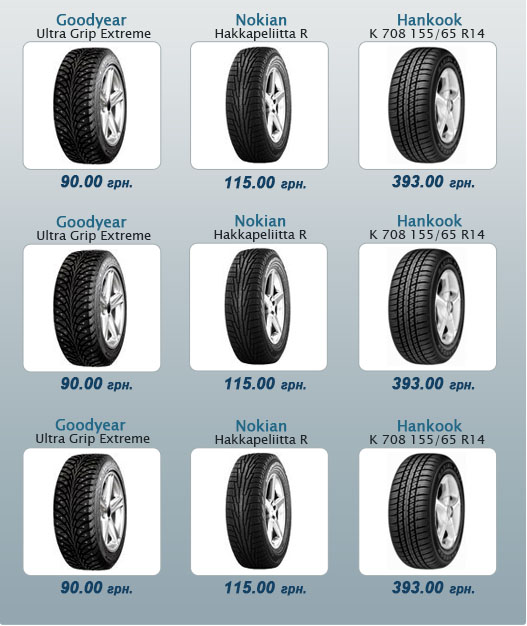 Goodyear
Ultra Grip Extreme
90.00 грн.
Nokian
Hakkapeliitta R
115.00 грн.
Hankook
K 708 155/65 R14
393.00 грн.
Goodyear
Ultra Grip Extreme
90.00 грн.
Nokian
Hakkapeliitta R
115.00 грн.
Hankook
K 708 155/65 R14
393.00 грн.
Goodyear
Ultra Grip Extreme
90.00 грн.
Nokian
Hakkapeliitta R
115.00 грн.
Hankook
K 708 155/65 R14
393.00 грн.